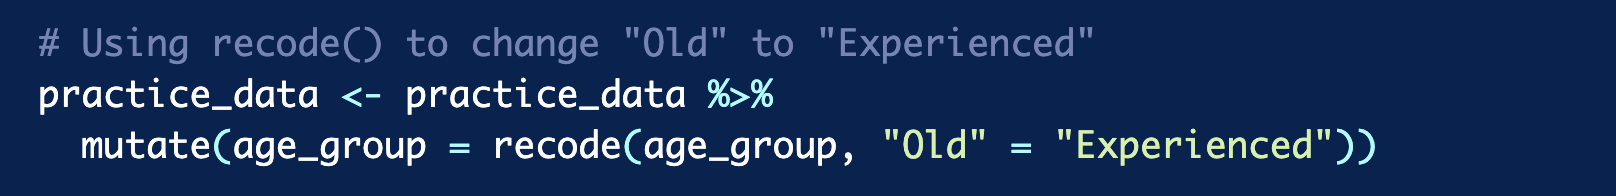 # Using recode() to change "Old" to "Experienced"
practice_data <- practice_data %>%
  mutate(age_group = recode(age_group, "Old" = "Experienced"))